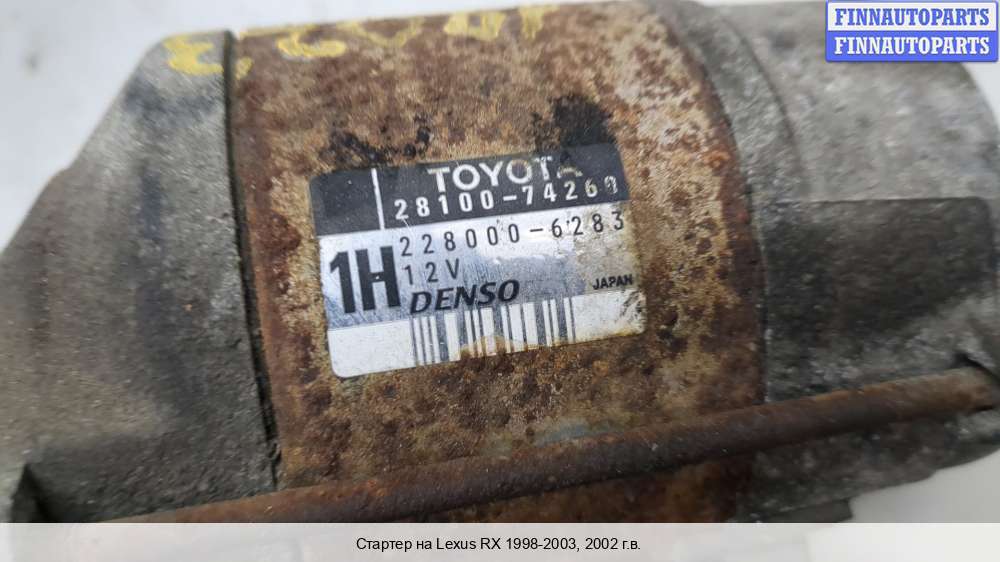 FINNAUTOPARTS
FINNAUTOPARTS
TOYOTA
28100-74260
228000-6283
1H
12V
DENSO
JAPAN
Стартер на Lexus RX 1998-2003, 2002 г.в.